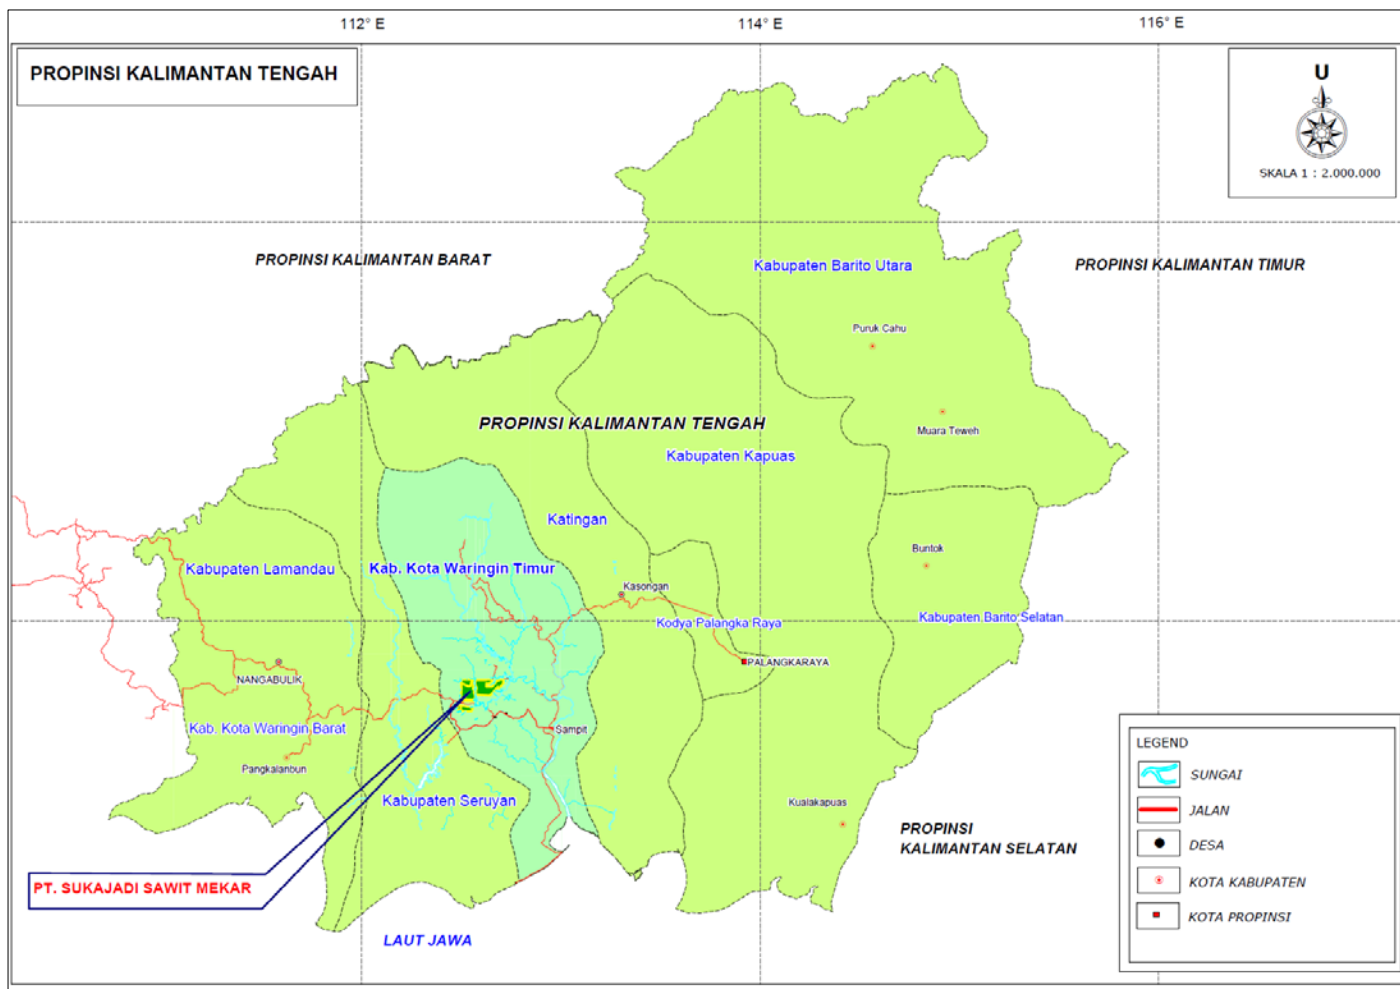 112° E
114° E
116° E
PROPINSI KALIMANTAN TENGAH
U
SKALA 1 : 2.000.000
PROPINSI KALIMANTAN BARAT
Kabupaten Barito Utara
PROPINSI KALIMANTAN TIMUR
Puruk Cahu
PROPINSI KALIMANTAN TENGAH
Muara Teweh
Kabupaten Kapuas
Katingan
Buntok
Kabupaten Lamandau
Kab. Kota Waringin Timur
Kasongan
Kodya Palangka Raya
Kabupaten Barito Selatan
PALANGKARAYA
NANGABULIK
Kab. Kota Waringin Barat
Sampit
Pangkalanbun
Kabupaten Seruyan
Kualakapuas
PROPINSI
KALIMANTAN SELATAN
PT. SUKAJADI SAWIT MEKAR
LAUT JAWA
LEGEND
SUNGAI
JALAN
DESA
KOTA KABUPATEN
KOTA PROPINSI